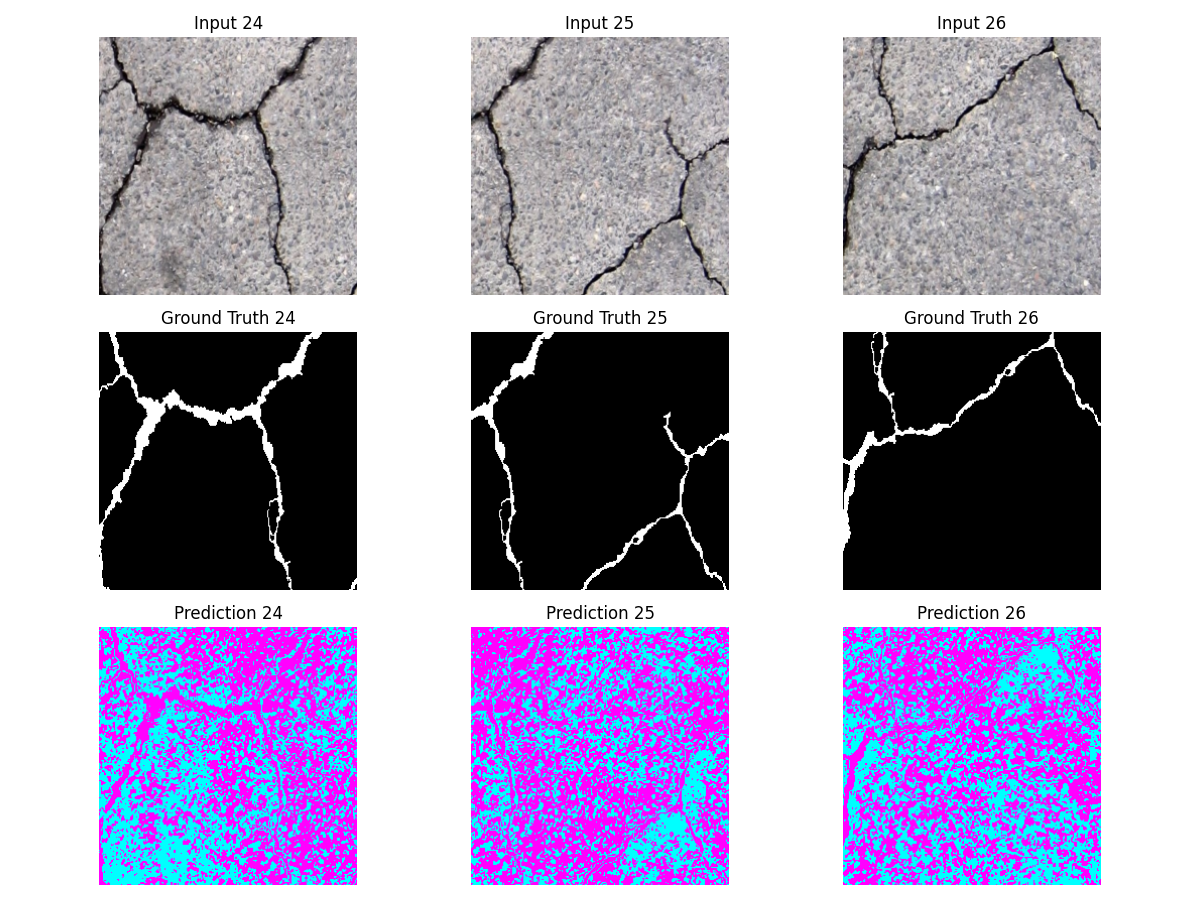 Input 24
Input 25
Input 26
Ground Truth 24
Ground Truth 25
Ground Truth 26
Prediction 24
Prediction 25
Prediction 26